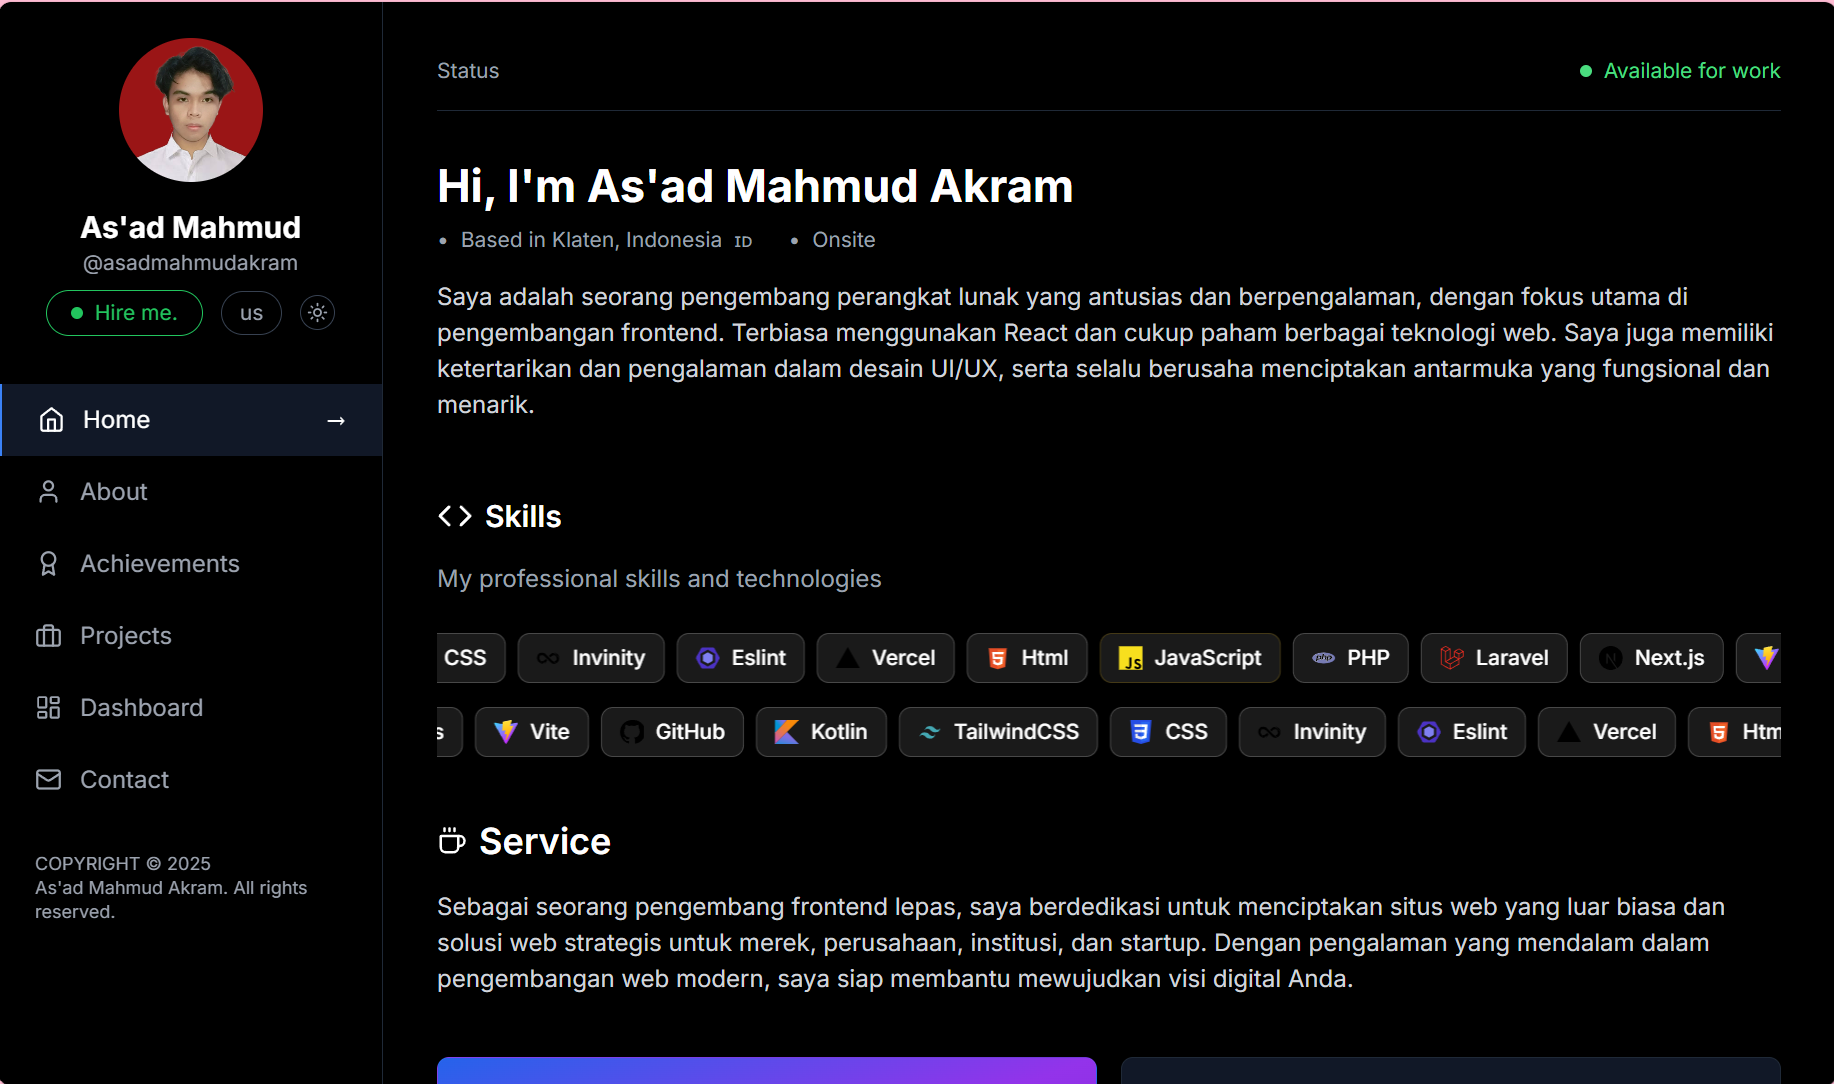 As'ad Mahmud
@asadmahmudakram
Hire me.
us
Home →
About
Achievements
Projects
Dashboard
Contact
COPYRIGHT © 2025
As'ad Mahmud Akram. All rights
reserved.
Status
Available for work
Hi, I'm As'ad Mahmud Akram
• Based in Klaten, Indonesia ID • Onsite
Saya adalah seorang pengembang perangkat lunak yang antusias dan berpengalaman, dengan fokus utama di
pengembangan frontend. Terbiasa menggunakan React dan cukup paham berbagai teknologi web. Saya juga memiliki
ketertarikan dan pengalaman dalam desain UI/UX, serta selalu berusaha menciptakan antarmuka yang fungsional dan
menarik.
Skills
My professional skills and technologies
CSS Invinity Eslint Vercel Html JavaScript PHP Laravel Next.js
s Vite GitHub Kotlin TailwindCSS CSS Invinity Eslint Vercel Htm
Service
Sebagai seorang pengembang frontend lepas, saya berdedikasi untuk menciptakan situs web yang luar biasa dan
solusi web strategis untuk merek, perusahaan, institusi, dan startup. Dengan pengalaman yang mendalam dalam
pengembangan web modern, saya siap membantu mewujudkan visi digital Anda.